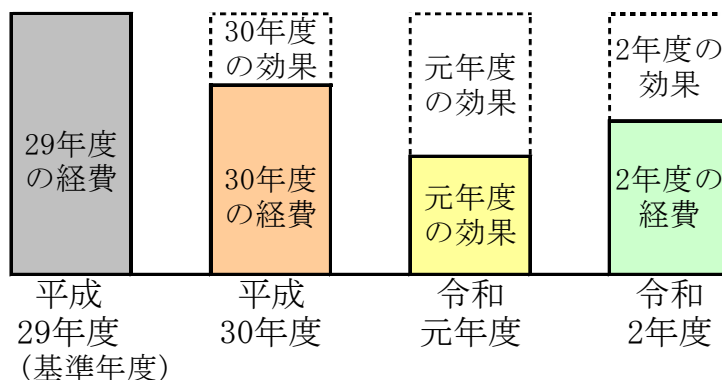 29年度
の経費
30年度
の効果
30年度
の経費
元年度
の効果
元年度
の効果
2年度の
効果
2年度の
経費
平成
29年度
(基準年度)
平成
30年度
令和
元年度
令和
2年度